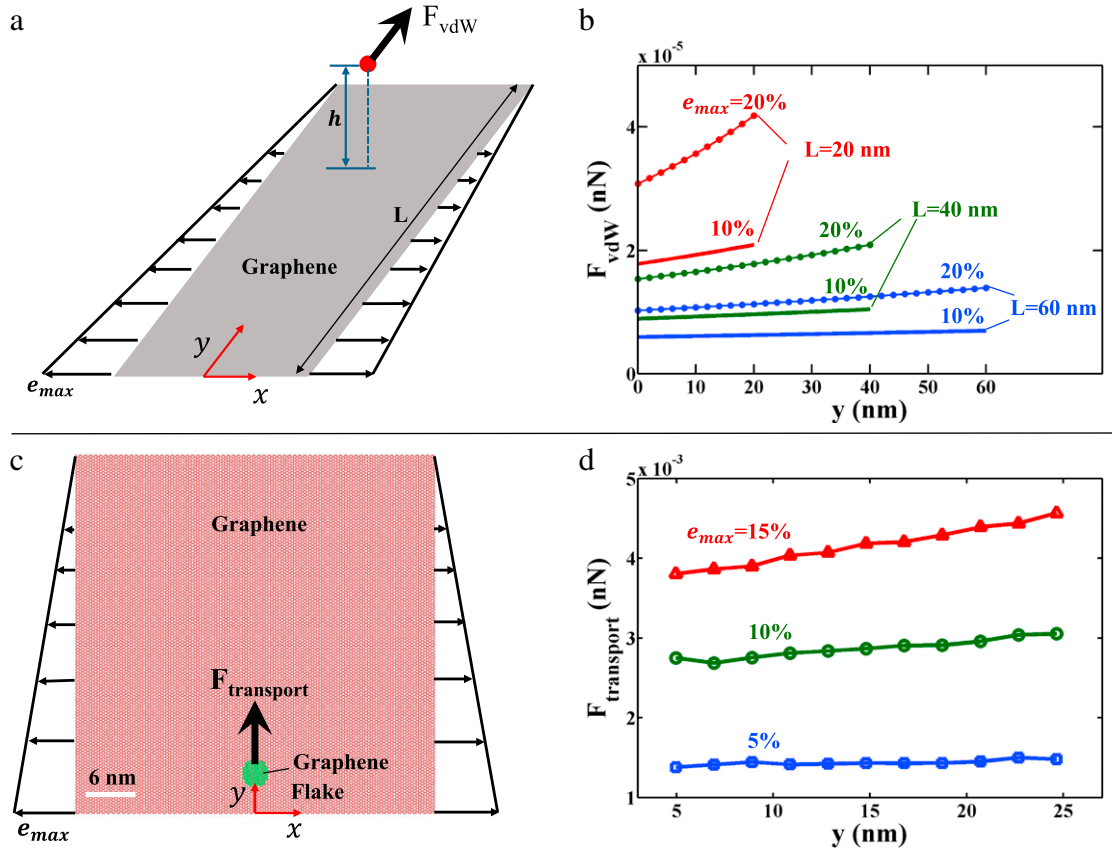 a
F_vdW
h
L
Graphene
y
x
e_max
b
x 10^-5
F_vdW (nN)
4
2
0
e_max=20%
L=20 nm
10%
20%
L=40 nm
10%
20%
10%
L=60 nm
0 10 20 30 40 50 60
y (nm)
c
Graphene
F_transport
6 nm
Graphene
Flake
y
x
e_max
d
x 10^-3
F_transport (nN)
5
4
3
2
1
e_max=15%
10%
5%
5 10 15 20 25
y (nm)